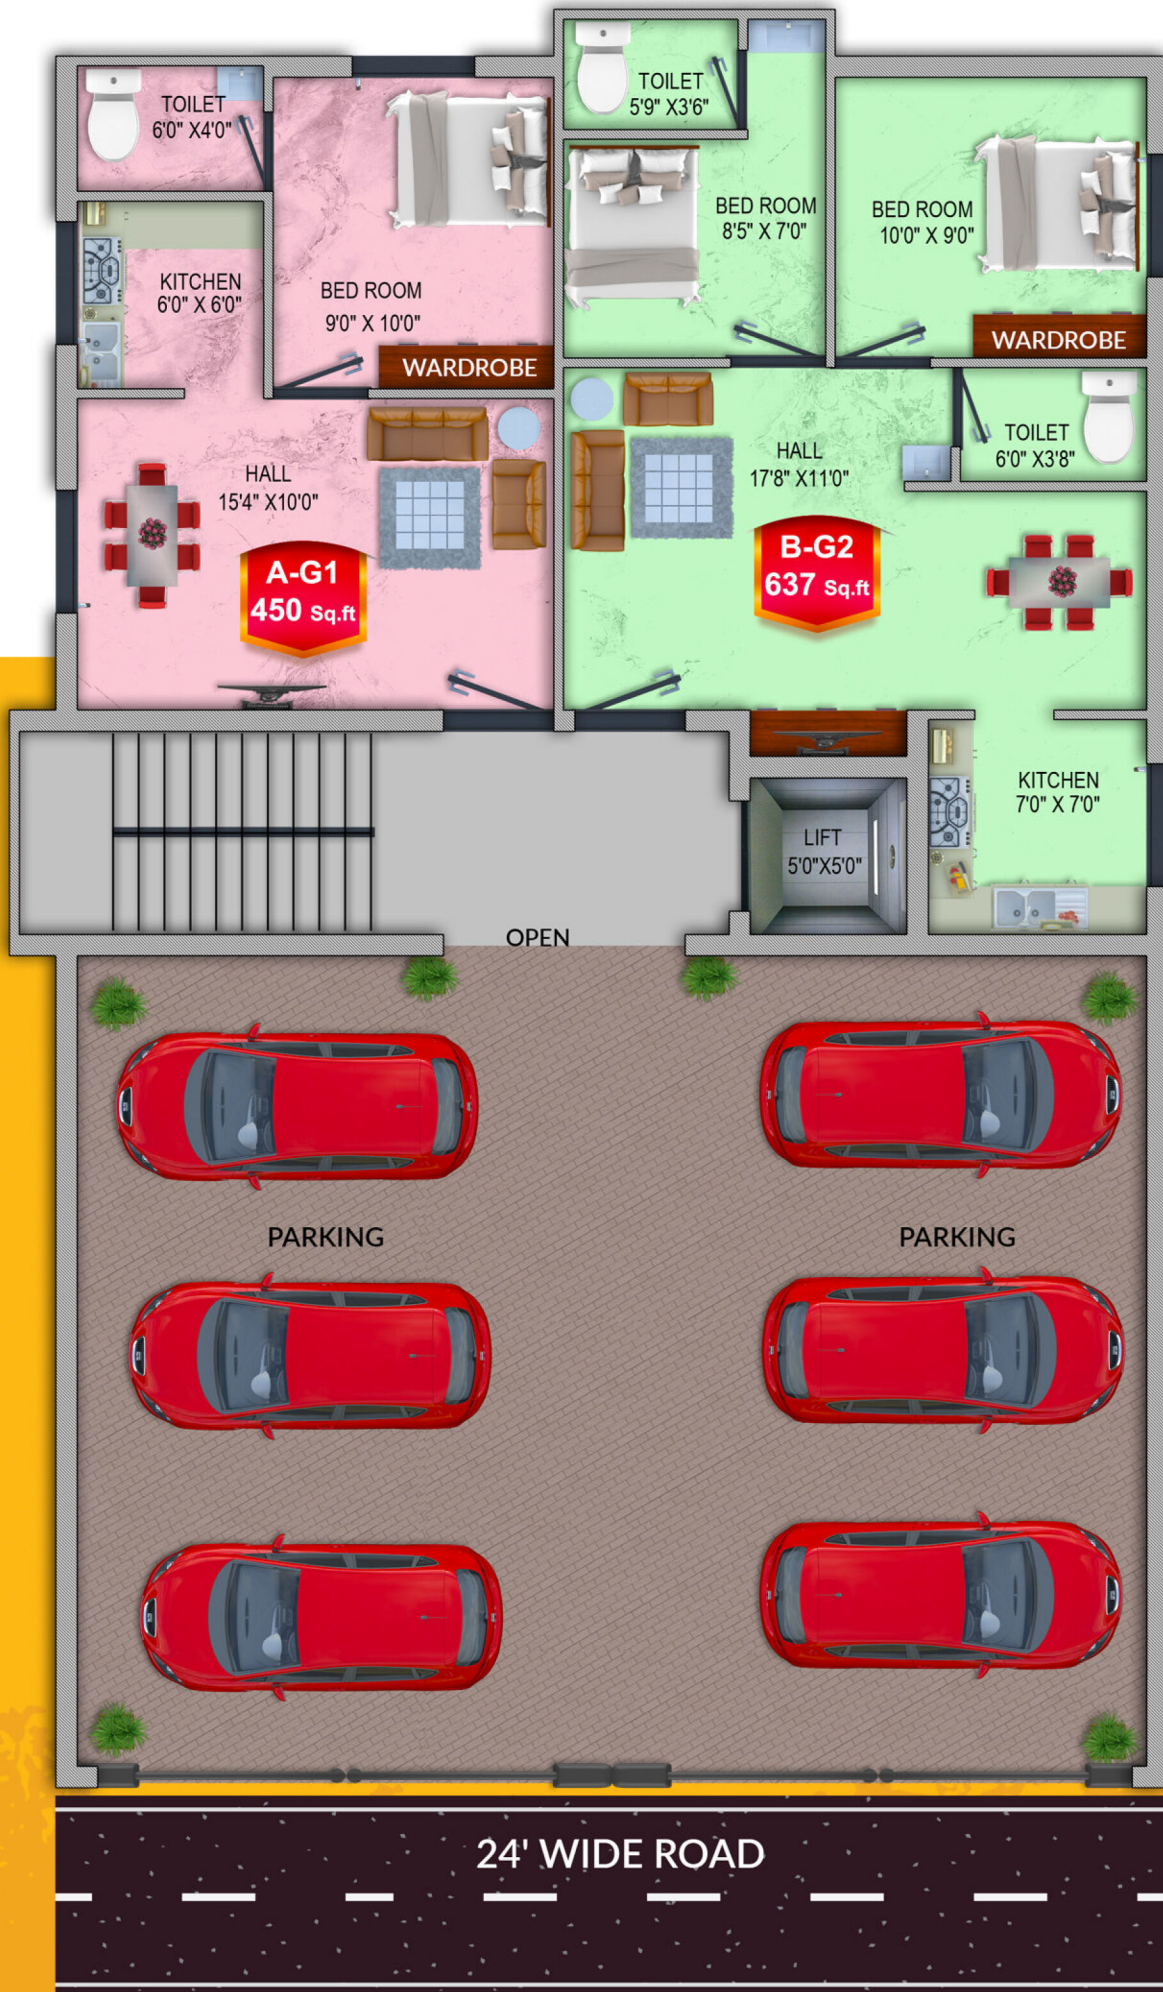 TOILET
6'0" X4'0"
TOILET
5'9" X3'6"
BED ROOM
8'5" X 7'0"
BED ROOM
10'0" X 9'0"
KITCHEN
6'0" X 6'0"
BED ROOM
9'0" X 10'0"
WARDROBE
WARDROBE
HALL
15'4" X10'0"
HALL
17'8" X11'0"
TOILET
6'0" X3'8"
A-G1
450 Sq.ft
B-G2
637 Sq.ft
KITCHEN
7'0" X 7'0"
LIFT
5'0"X5'0"
OPEN
PARKING
PARKING
24' WIDE ROAD